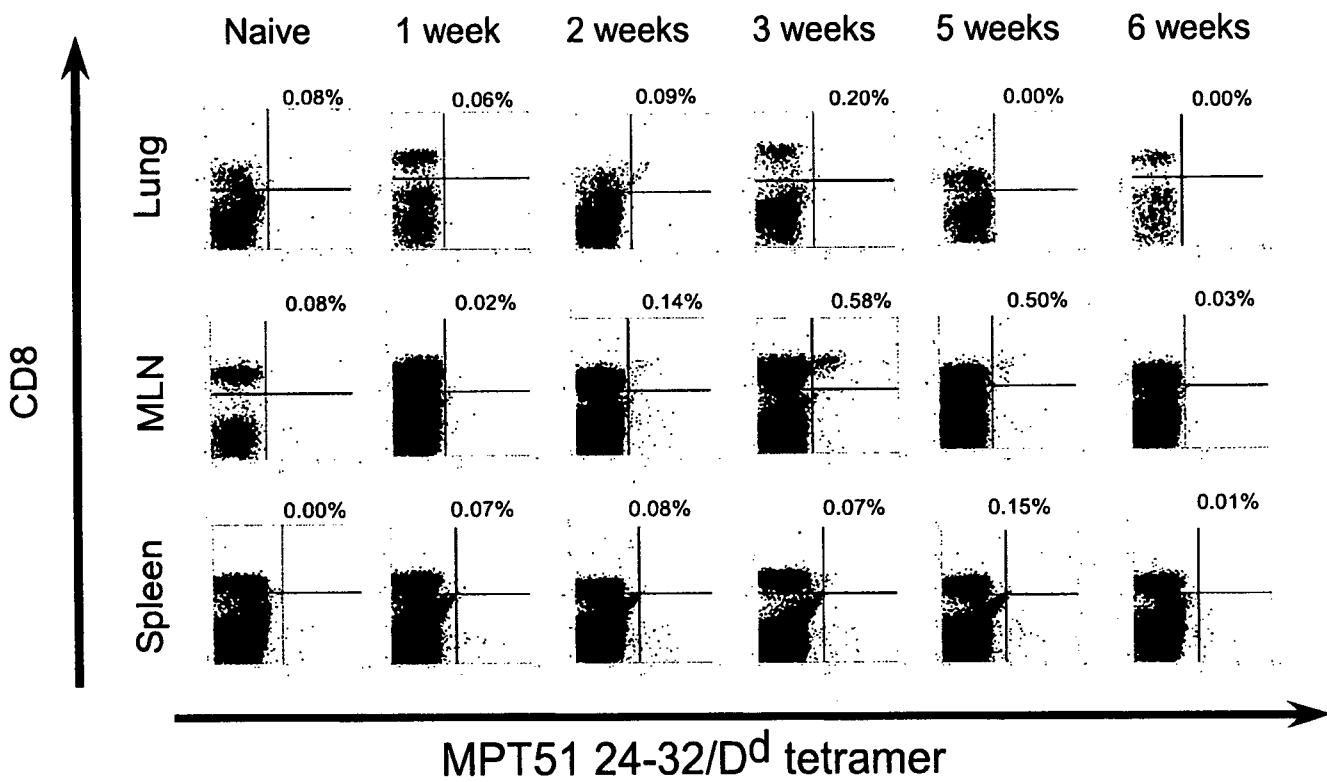 Naive 1 week 2 weeks 3 weeks 5 weeks 6 weeks
0.08% 0.06% 0.09% 0.20% 0.00% 0.00%
Lung
0.08% 0.02% 0.14% 0.58% 0.50% 0.03%
MLN
CD8
0.00% 0.07% 0.08% 0.07% 0.15% 0.01%
Spleen
MPT51 24-32/Dd tetramer